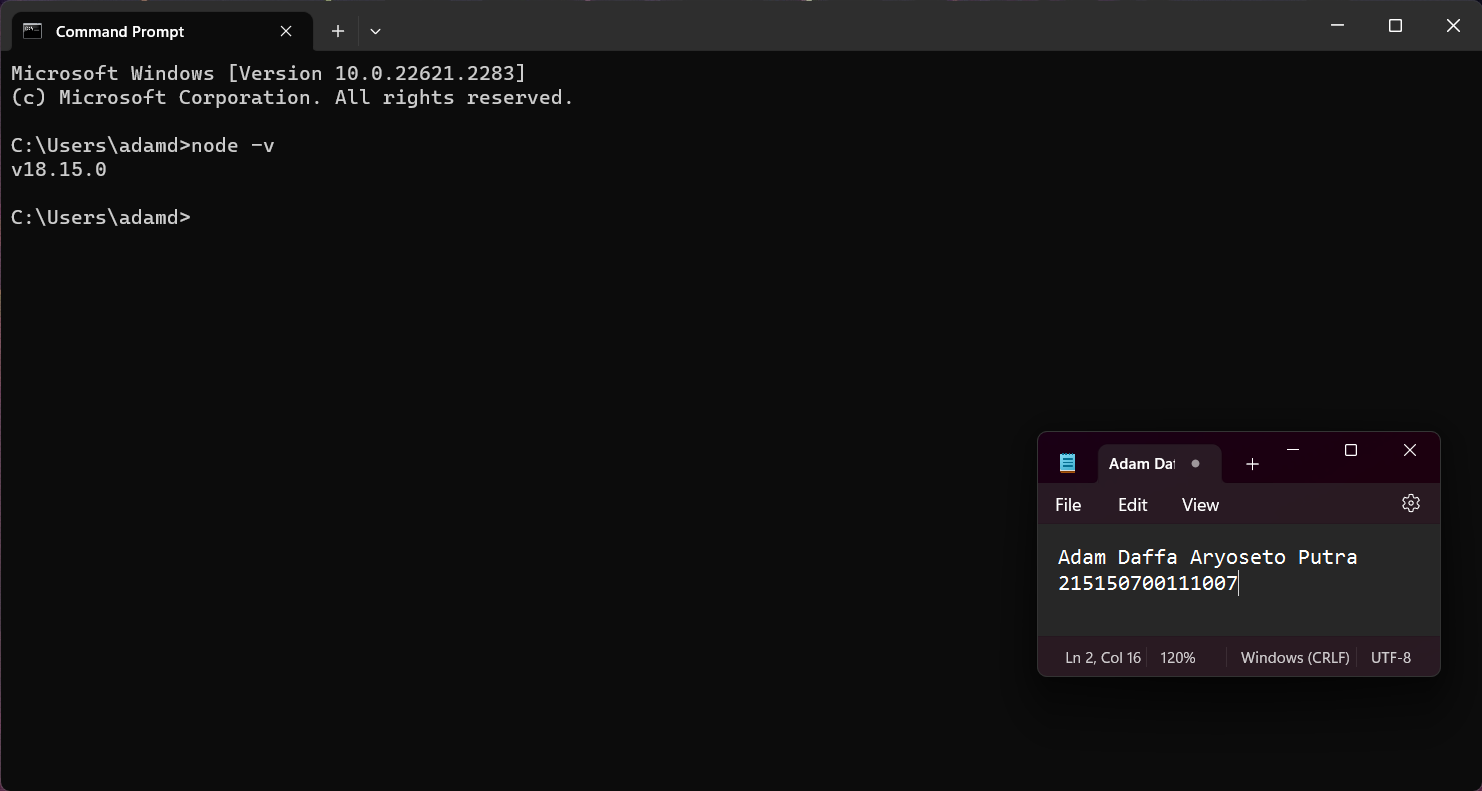 Command Prompt
Microsoft Windows [Version 10.0.22621.2283]
(c) Microsoft Corporation. All rights reserved.
C:\Users\adamd>node -v
v18.15.0
C:\Users\adamd>
Adam Da
File Edit View
Adam Daffa Aryoseto Putra
215150700111007
Ln 2, Col 16 120% Windows (CRLF) UTF-8